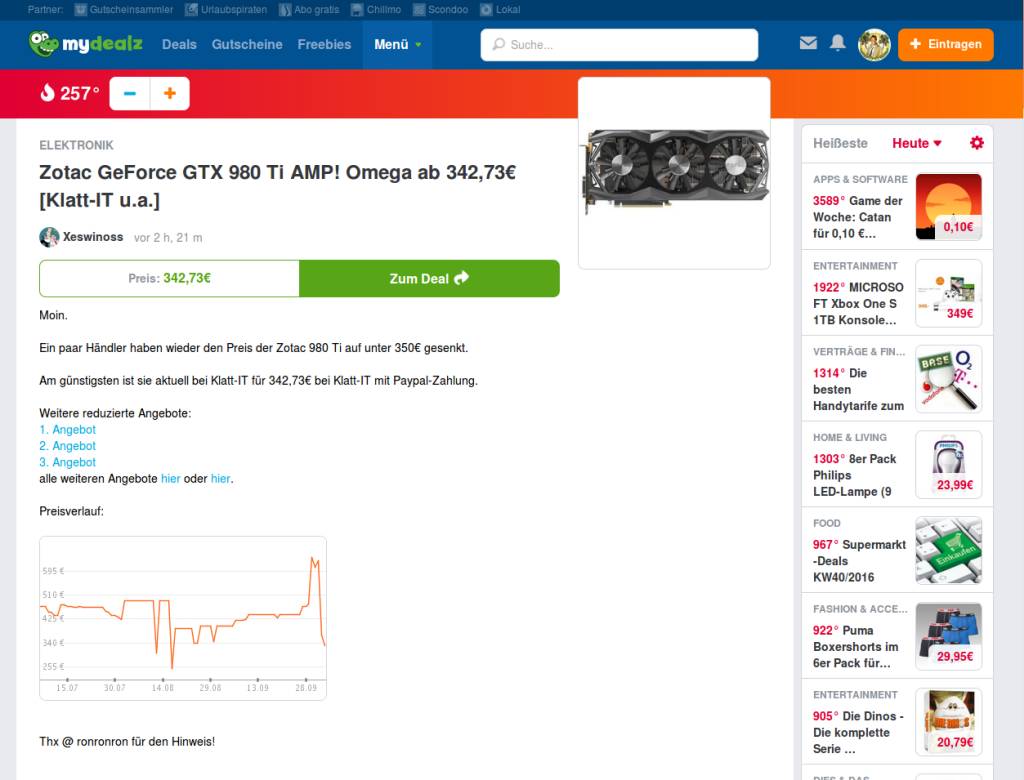 Partner: Gutscheinsammler Urlaubspiraten Abo gratis Chillmo Scondoo Lokal
mydealz Deals Gutscheine Freebies Menü Suche... Eintragen
257°
ELEKTRONIK
Zotac GeForce GTX 980 Ti AMP! Omega ab 342,73€
[Klatt-IT u.a.]
Xeswinoss vor 2 h, 21 m
Preis: 342,73€ Zum Deal
Moin.
Ein paar Händler haben wieder den Preis der Zotac 980 Ti auf unter 350€ gesenkt.
Am günstigsten ist sie aktuell bei Klatt-IT für 342,73€ bei Klatt-IT mit Paypal-Zahlung.
Weitere reduzierte Angebote:
1. Angebot
2. Angebot
3. Angebot
alle weiteren Angebote hier oder hier.
Preisverlauf:
595 €
510 €
425 €
340 €
255 €
15.07 30.07 14.08 29.08 13.09 28.09
Thx @ ronronron für den Hinweis!
Heißeste Heute
APPS & SOFTWARE
3589° Game der
Woche: Catan
für 0,10 €...
0,10€
ENTERTAINMENT
1922° MICROSO
FT Xbox One S
1TB Konsole...
349€
VERTRÄGE & FIN...
1314° Die
besten
Handytarife zum
BASE
O2
T
vodafone
HOME & LIVING
1303° 8er Pack
Philips
LED-Lampe (9
PHILIPS
23,99€
FOOD
967° Supermarkt
-Deals
KW40/2016
Einkaufen
FASHION & ACCE...
922° Puma
Boxershorts im
6er Pack für...
29,95€
ENTERTAINMENT
905° Die Dinos -
Die komplette
Serie ...
20,79€